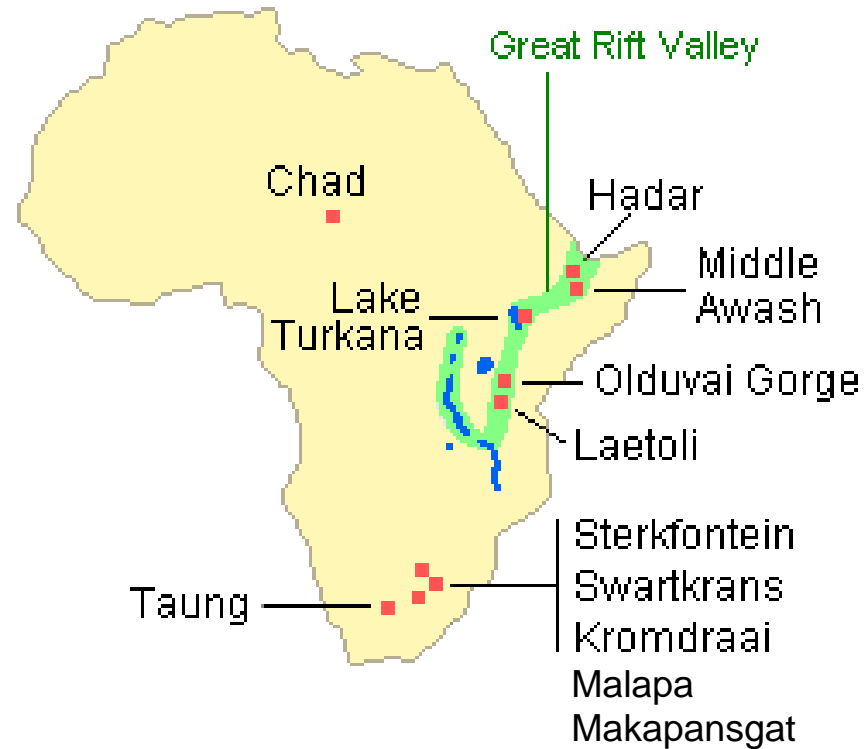 Great Rift Valley
Chad
Hadar
Middle
Awash
Lake
Turkana
Olduvai Gorge
Laetoli
Sterkfontein
Swartkrans
Kromdraai
Malapa
Makapansgat
Taung